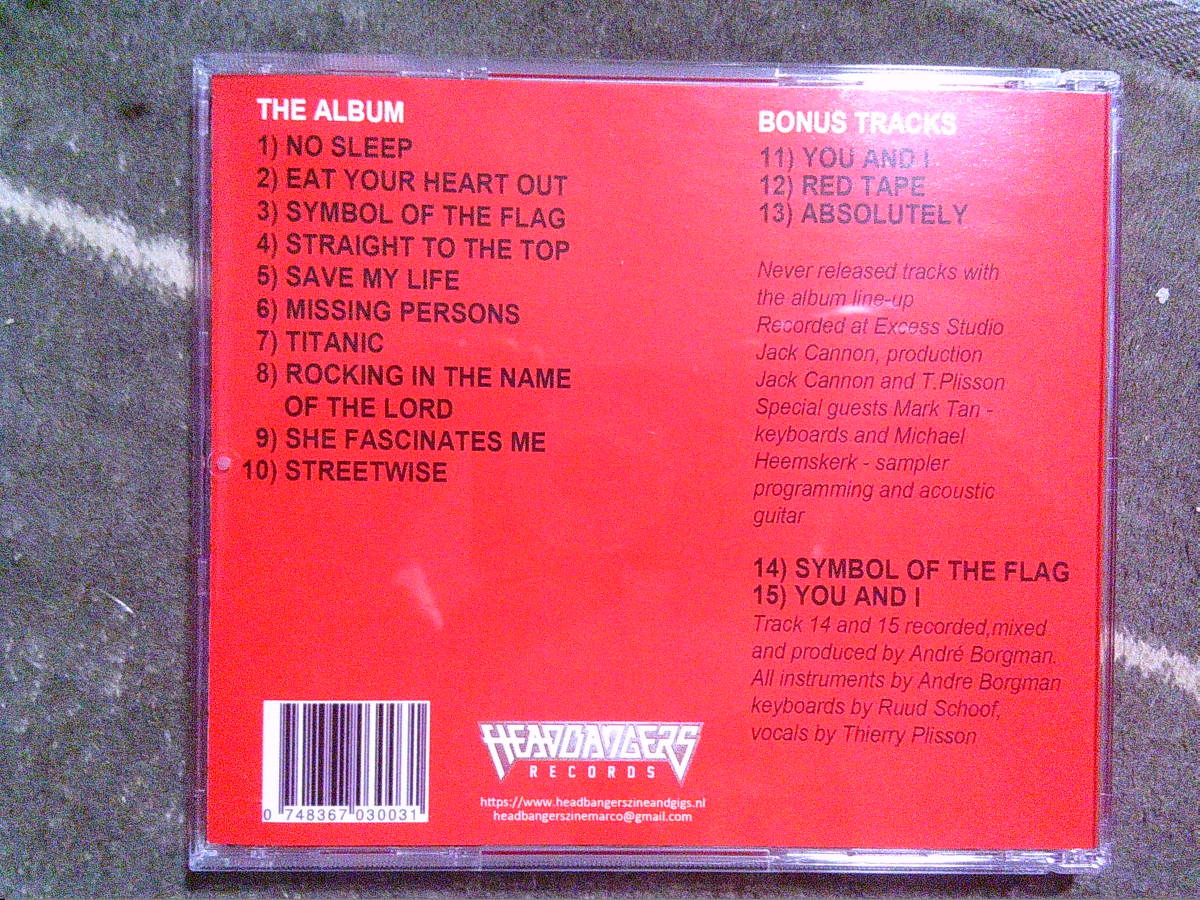 THE ALBUM
1) NO SLEEP
2) EAT YOUR HEART OUT
3) SYMBOL OF THE FLAG
4) STRAIGHT TO THE TOP
5) SAVE MY LIFE
6) MISSING PERSONS
7) TITANIC
8) ROCKING IN THE NAME
OF THE LORD
9) SHE FASCINATES ME
10) STREETWISE
BONUS TRACKS
11) YOU AND I
12) RED TAPE
13) ABSOLUTELY
Never released tracks with
the album line-up
Recorded at Excess Studio
Jack Cannon, production
Jack Cannon and T.Plisson
Special guests Mark Tan -
keyboards and Michael
Heemskerk - sampler
programming and acoustic
guitar
14) SYMBOL OF THE FLAG
15) YOU AND I
Track 14 and 15 recorded,mixed
and produced by André Borgman.
All instruments by Andre Borgman
keyboards by Ruud Schoof,
vocals by Thierry Plisson
0 748367 030031
HEADBANGERS
RECORDS
https://www.headbangerszineandgigs.nl
headbangerszinemarco@gmail.com